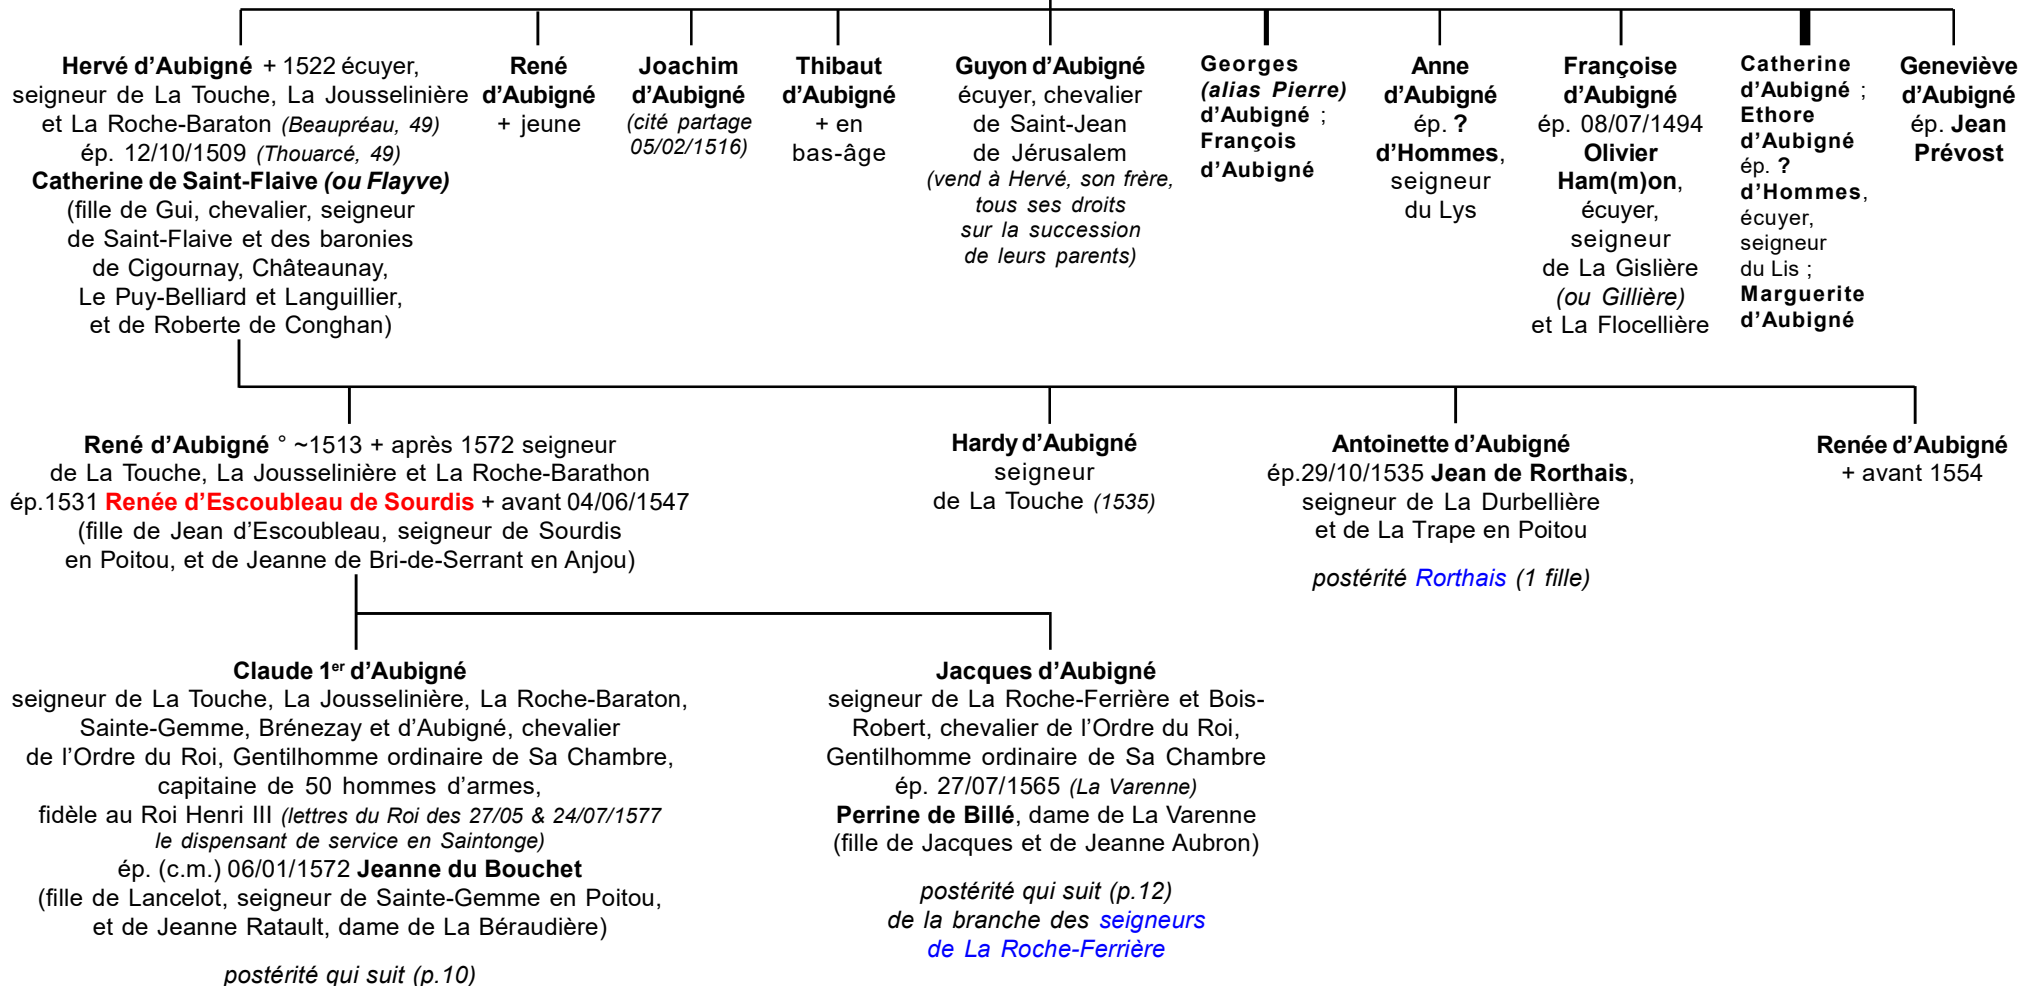 Hervé d'Aubigné + 1522 écuyer,
seigneur de La Touche, La Jousselinière
et La Roche-Baraton (Beaupréau, 49)
ép. 12/10/1509 (Thouarcé, 49)
Catherine de Saint-Flaive (ou Flayve)
(fille de Gui, chevalier, seigneur
de Saint-Flaive et des baronies
de Cigournay, Châteaunay,
Le Puy-Belliard et Languillier,
et de Roberte de Conghan)
René
d'Aubigné
+ jeune
Joachim
d'Aubigné
(cité partage
05/02/1516)
Thibaut
d'Aubigné
+ en
bas-âge
Guyon d'Aubigné
écuyer, chevalier
de Saint-Jean
de Jérusalem
(vend à Hervé, son frère,
tous ses droits
sur la succession
de leurs parents)
Georges
(alias Pierre)
d'Aubigné ;
François
d'Aubigné
Anne
d'Aubigné
ép. ?
d'Hommes,
seigneur
du Lys
Françoise
d'Aubigné
ép. 08/07/1494
Olivier
Ham(m)on,
écuyer,
seigneur
de La Gislière
(ou Gillière)
et La Flocellière
Catherine
d'Aubigné ;
Ethore
d'Aubigné
ép. ?
d'Hommes,
écuyer,
seigneur
du Lis ;
Marguerite
d'Aubigné
Geneviève
d'Aubigné
ép. Jean
Prévost
René d'Aubigné ° ~1513 + après 1572 seigneur
de La Touche, La Jousselinière et La Roche-Barathon
ép.1531 Renée d'Escoubleau de Sourdis + avant 04/06/1547
(fille de Jean d'Escoubleau, seigneur de Sourdis
en Poitou, et de Jeanne de Bri-de-Serrant en Anjou)
Hardy d'Aubigné
seigneur
de La Touche (1535)
Antoinette d'Aubigné
ép.29/10/1535 Jean de Rorthais,
seigneur de La Durbellière
et de La Trape en Poitou
postérité Rorthais (1 fille)
Renée d'Aubigné
+ avant 1554
Claude 1er d'Aubigné
seigneur de La Touche, La Jousselinière, La Roche-Baraton,
Sainte-Gemme, Brénezay et d'Aubigné, chevalier
de l'Ordre du Roi, Gentilhomme ordinaire de Sa Chambre,
capitaine de 50 hommes d'armes,
fidèle au Roi Henri III (lettres du Roi des 27/05 & 24/07/1577
le dispensant de service en Saintonge)
ép. (c.m.) 06/01/1572 Jeanne du Bouchet
(fille de Lancelot, seigneur de Sainte-Gemme en Poitou,
et de Jeanne Ratault, dame de La Béraudière)
postérité qui suit (p.10)
Jacques d'Aubigné
seigneur de La Roche-Ferrière et Bois-
Robert, chevalier de l'Ordre du Roi,
Gentilhomme ordinaire de Sa Chambre
ép. 27/07/1565 (La Varenne)
Perrine de Billé, dame de La Varenne
(fille de Jacques et de Jeanne Aubron)
postérité qui suit (p.12)
de la branche des seigneurs
de La Roche-Ferrière